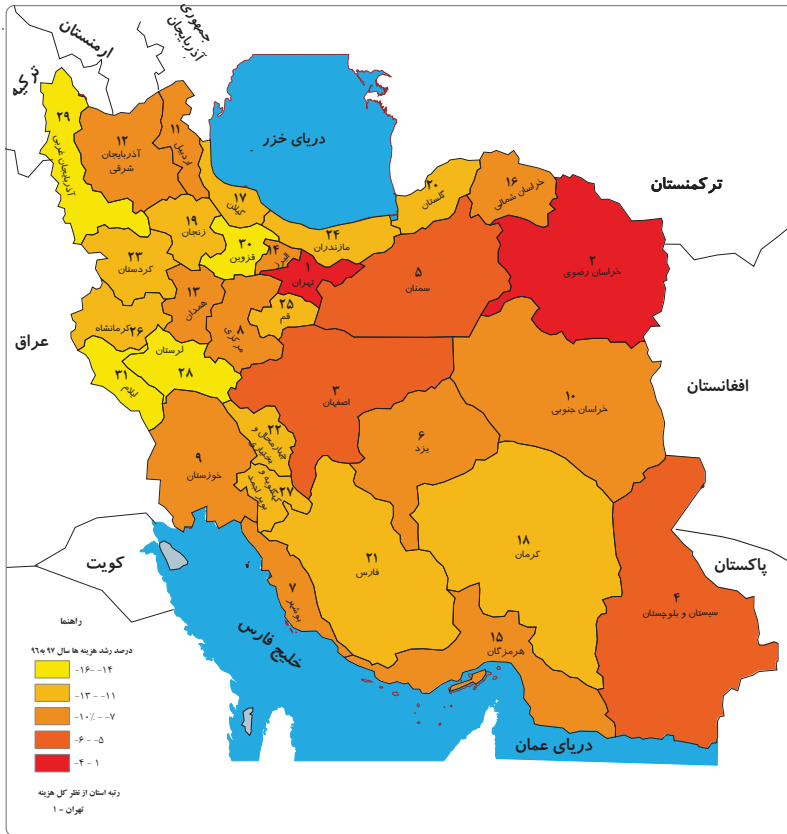 جمهوری
آذربایجان
ارمنستان
ترکیه
۲۹
آذربایجان غربی
۱۲
آذربایجان
شرقی
۱۱
اردبیل
دریای خزر
۱۷
گیلان
۱۹
زنجان
۳۰
قزوین
۱۴
البرز
۲۴
مازندران
۲۰
گلستان
۱۶
خراسان شمالی
ترکمنستان
۲
خراسان رضوی
۱
تهران
۵
سمنان
۲۳
کردستان
۱۳
همدان
۸
مرکزی
۲۵
قم
۲۶
کرمانشاه
عراق
لرستان
۲۸
۳۱
ایلام
۳
اصفهان
۱۰
خراسان جنوبی
افغانستان
۶
یزد
۹
خوزستان
۲۲
چهارمحال و
بختیاری
۲۷
کهگلویه و
بویر احمد
۲۱
فارس
۱۸
کرمان
پاکستان
۴
سیستان و بلوچستان
کویت
۷
بوشهر
۱۵
هرمزگان
خلیج فارس
دریای عمان
راهنما
درصد رشد هزینه ها سال ۹۷ به ۹۶
-۱۶--۱۴
-۱۳--۱۱
-۱۰٪--۷
-۶--۵
-۴-۱
رتبه استان از نظر کل هزینه
تهران - ۱